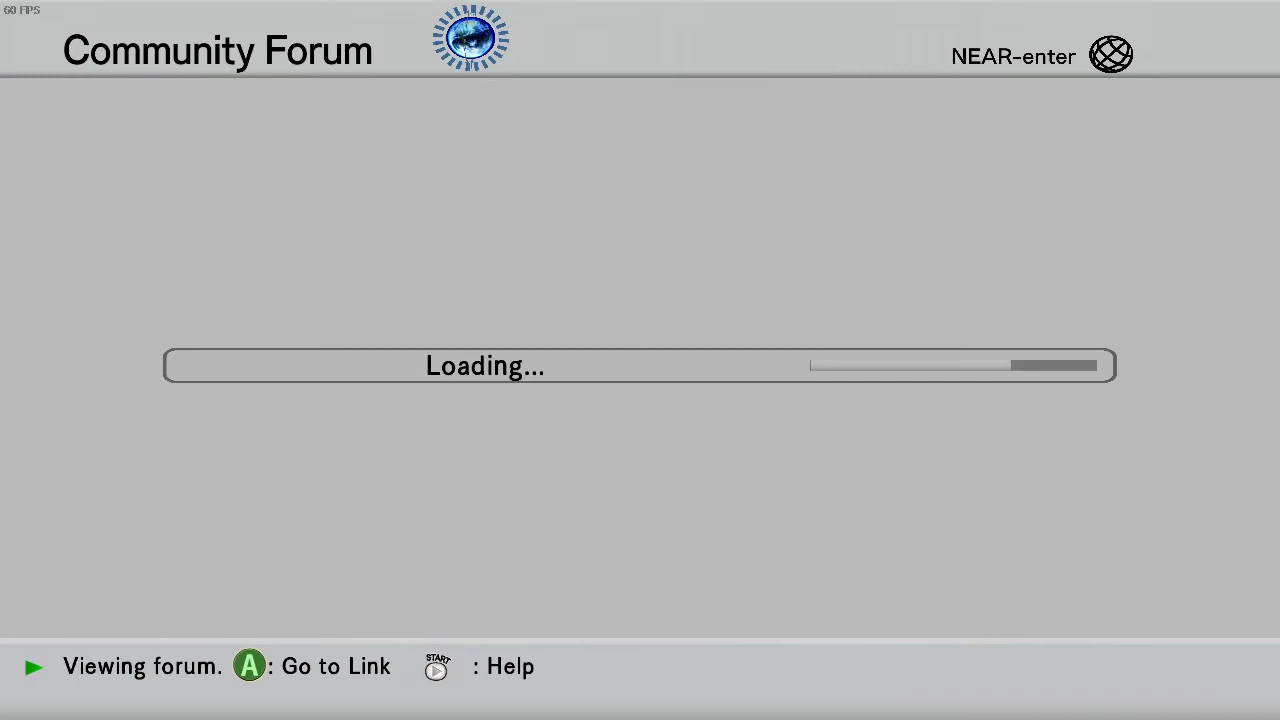 60 FPS
Community Forum
NEAR-enter
Loading...
Viewing forum. A: Go to Link START : Help